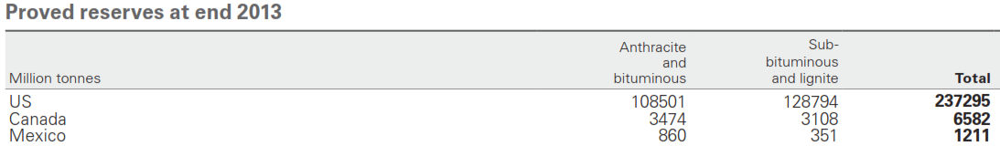 Proved reserves at end 2013
Sub-
Anthracite bituminous
and and lignite
Million tonnes bituminous Total
US 108501 128794 237295
Canada 3474 3108 6582
Mexico 860 351 1211